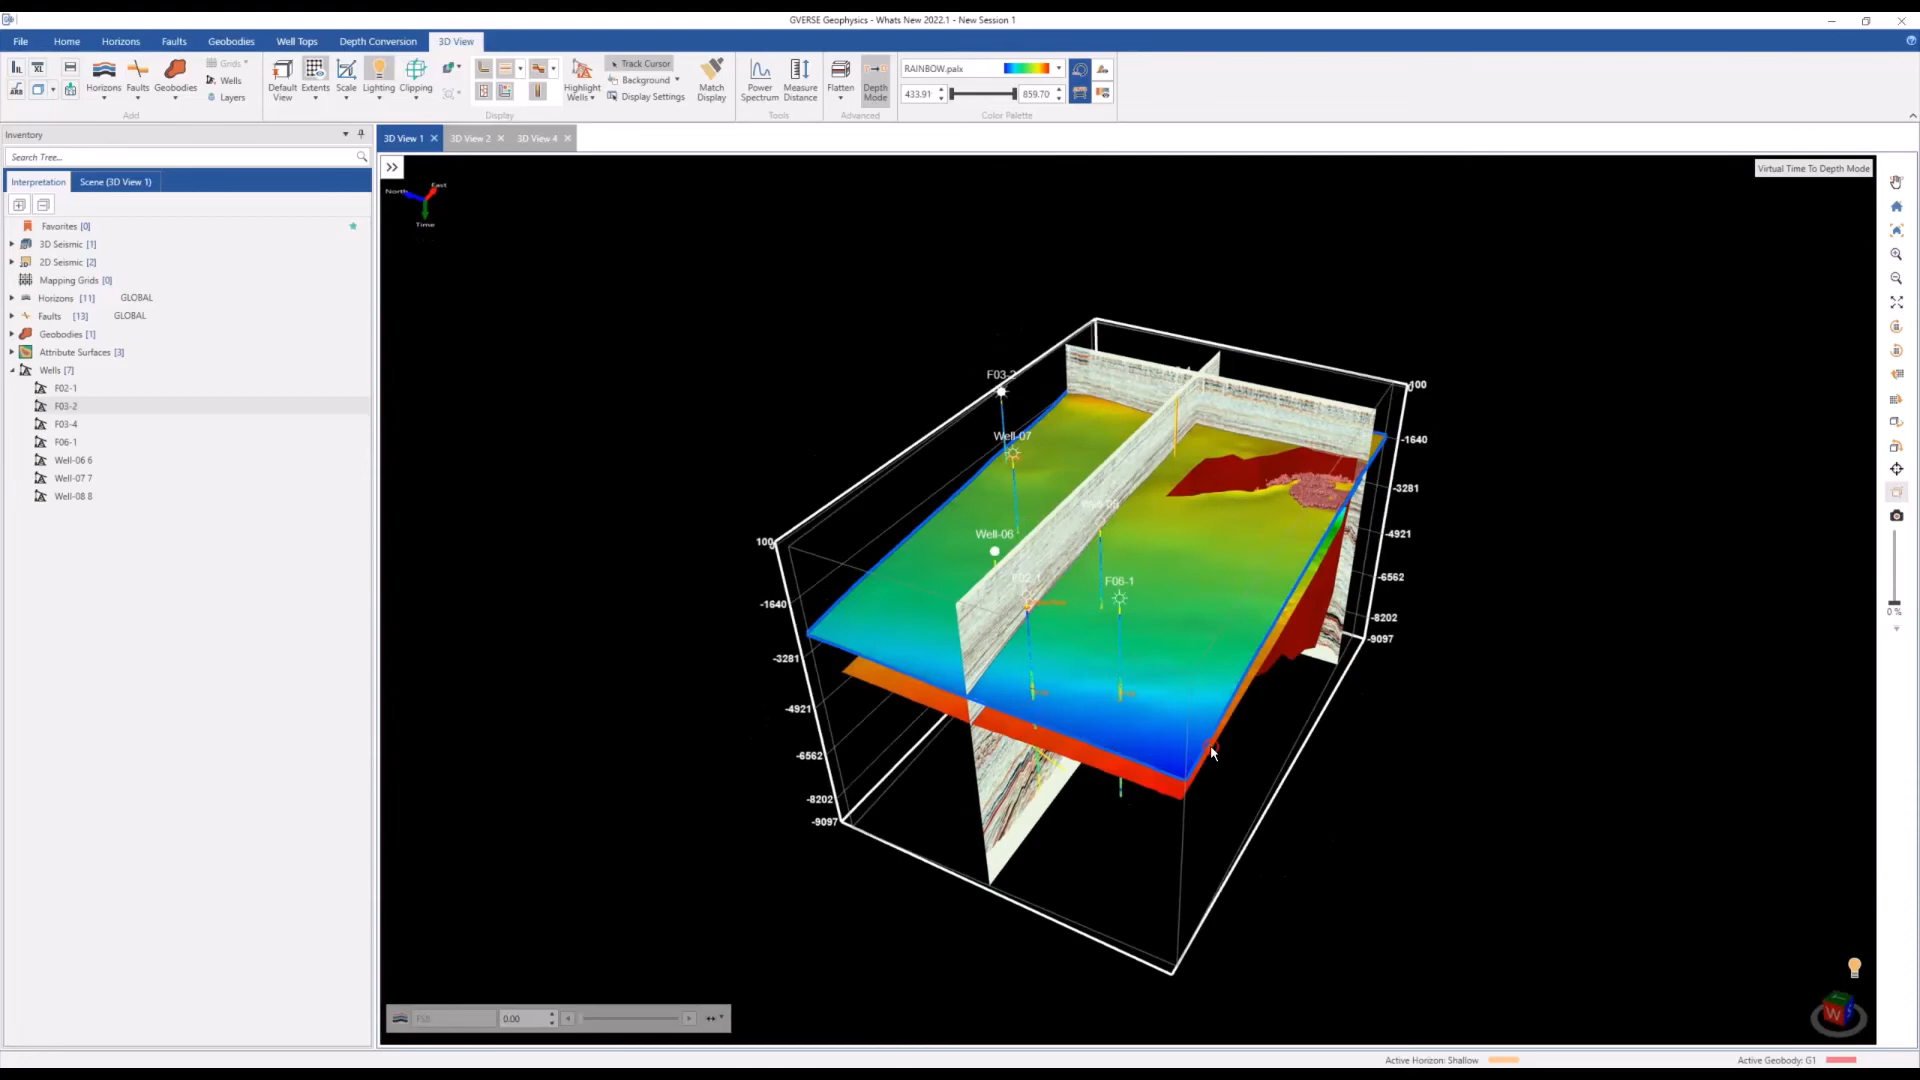 GVERSE Geophysics - Whats New 2022.1 - New Session 1
File Home Horizons Faults Geobodies Well Tops Depth Conversion 3D View
Horizons Faults Geobodies
Grids
Wells
Layers
Add
Default View
Extents
Scale
Lighting
Clipping
Highlight Wells
Track Cursor
Background
Display Settings
Match Display
Display
Power Spectrum
Measure Distance
Tools
Flatten
Depth Mode
Advanced
RAINBOW.palx
433.91
859.70
Color Palette
Inventory
Search Tree...
Interpretation Scene (3D View 1)
Favorites [0]
3D Seismic [1]
2D Seismic [2]
Mapping Grids [0]
Horizons [11] GLOBAL
Faults [13] GLOBAL
Geobodies [1]
Attribute Surfaces [3]
Wells [7]
F02-1
F03-2
F03-4
F06-1
Well-06 6
Well-07 7
Well-08 8
3D View 1 3D View 2 3D View 4
Virtual Time To Depth Mode
North East
Time
F03-2
Well-07
Well-06
F06-1
100
-1640
-3281
-4921
-6562
-8202
-9097
100
-1640
-3281
-4921
-6562
-8202
-9097
0 %
W
FS8 0.00
Active Horizon: Shallow
Active Geobody: G1